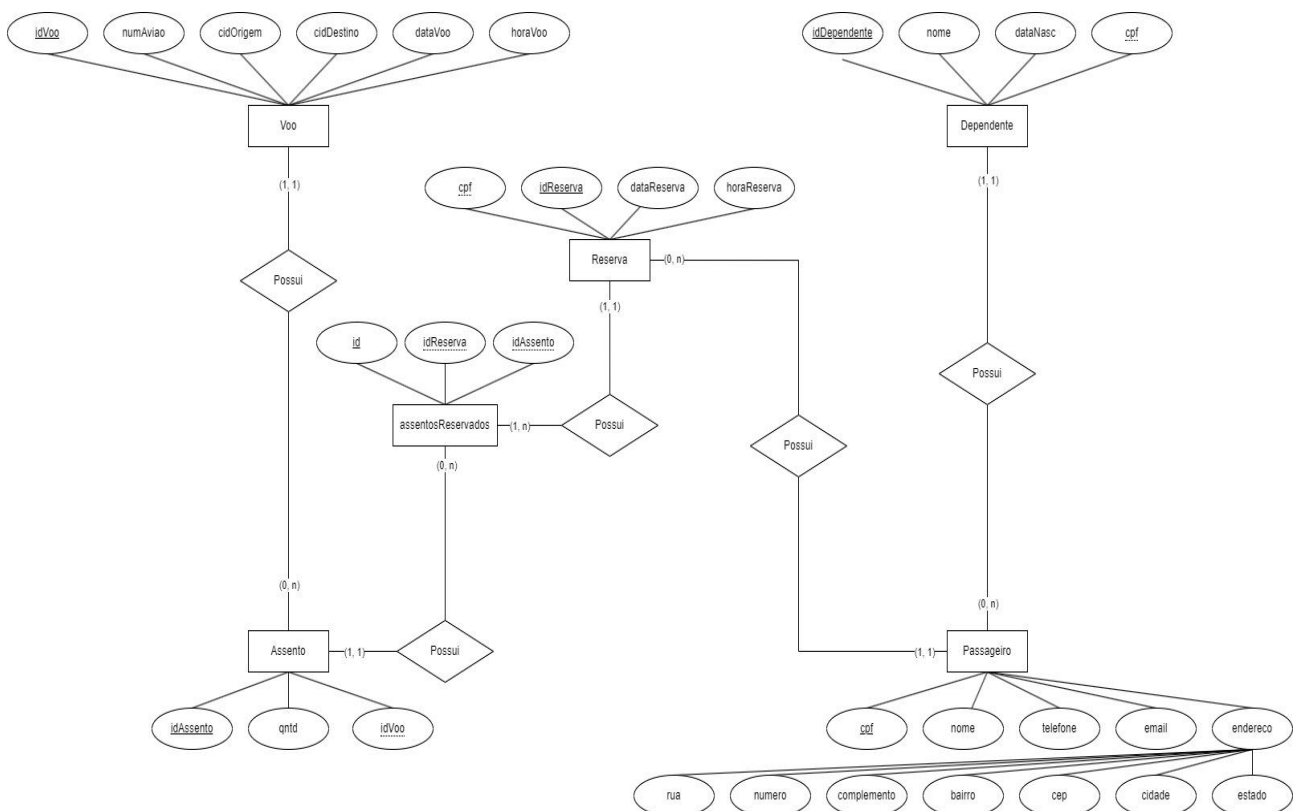 idVoo
numAviao
cidOrigem
cidDestino
dataVoo
horaVoo
idDependente
nome
dataNasc
cpf
Voo
Dependente
(1, 1)
(1, 1)
cpf
idReserva
dataReserva
horaReserva
Reserva
(0, n)
Possui
(1, 1)
id
idReserva
idAssento
Possui
assentosReservados
(1, n)
Possui
Possui
(0, n)
(0, n)
(0, n)
Assento
(1, 1)
Possui
(1, 1)
Passageiro
idAssento
qntd
idVoo
cpf
nome
telefone
email
endereco
rua
numero
complemento
bairro
cep
cidade
estado